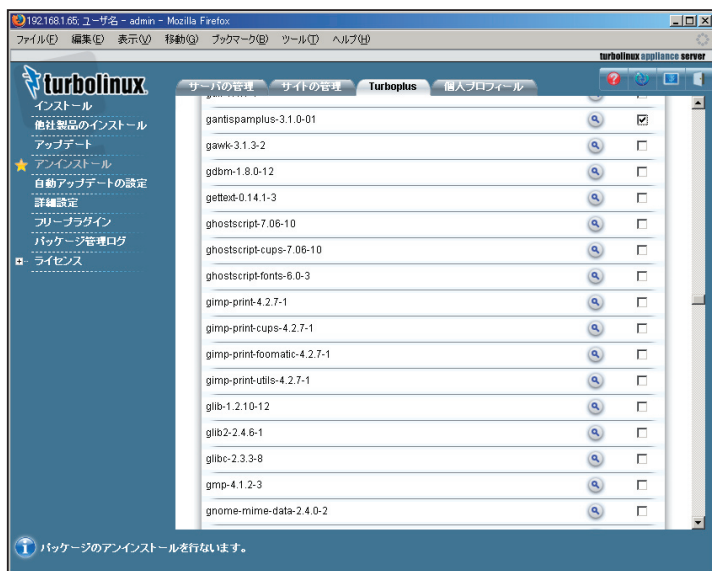 192.168.1.65; ユーザ名 - admin - Mozilla Firefox
ファイル(F) 編集(E) 表示(V) 移動(G) ブックマーク(B) ツール(T) ヘルプ(H)
turbolinux appliance server
turbolinux
サーバの管理 サイトの管理 Turboplus 個人プロフィール
インストール
他社製品のインストール
アップデート
アンインストール
自動アップデートの設定
詳細設定
フリープラグイン
パッケージ管理ログ
ライセンス
gantispamplus-3.1.0-01
gawk-3.1.3-2
gdbm-1.8.0-12
gettext-0.14.1-3
ghostscript-7.06-10
ghostscript-cups-7.06-10
ghostscript-fonts-6.0-3
gimp-print-4.2.7-1
gimp-print-cups-4.2.7-1
gimp-print-foomatic-4.2.7-1
gimp-print-utils-4.2.7-1
glib-1.2.10-12
glib2-2.4.6-1
glibc-2.3.3-8
gmp-4.1.2-3
gnome-mime-data-2.4.0-2
パッケージのアンインストールを行ないます。